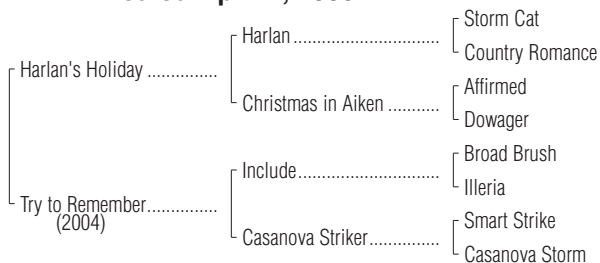 Storm Cat
Harlan
Country Romance
Harlan's Holiday
Affirmed
Christmas in Aiken
Dowager
Broad Brush
Include
Illeria
Try to Remember
(2004)
Smart Strike
Casanova Striker
Casanova Storm